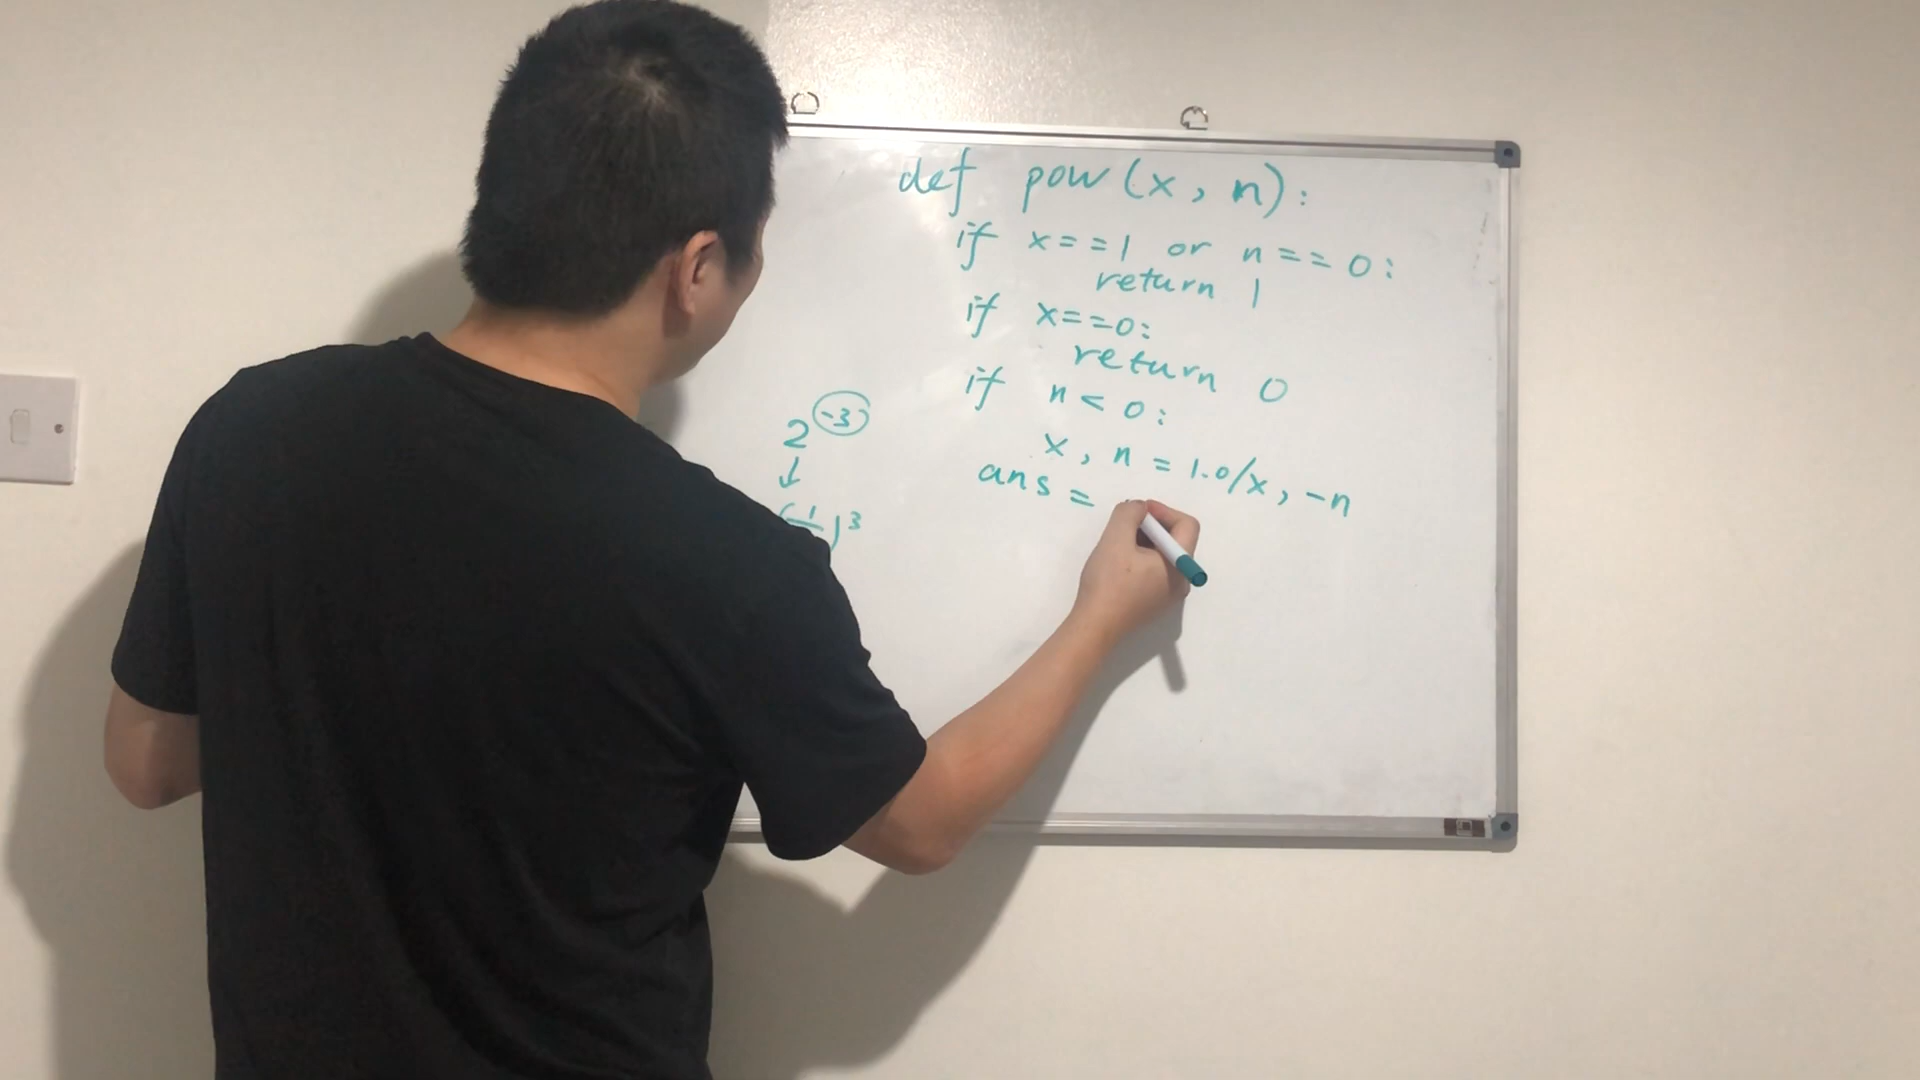 def pow(x, n):
if x==1 or n==0:
return 1
if x==0:
return 0
if n<0:
x, n = 1.0/x, -n
ans =
2^-3
↓
1
)^3